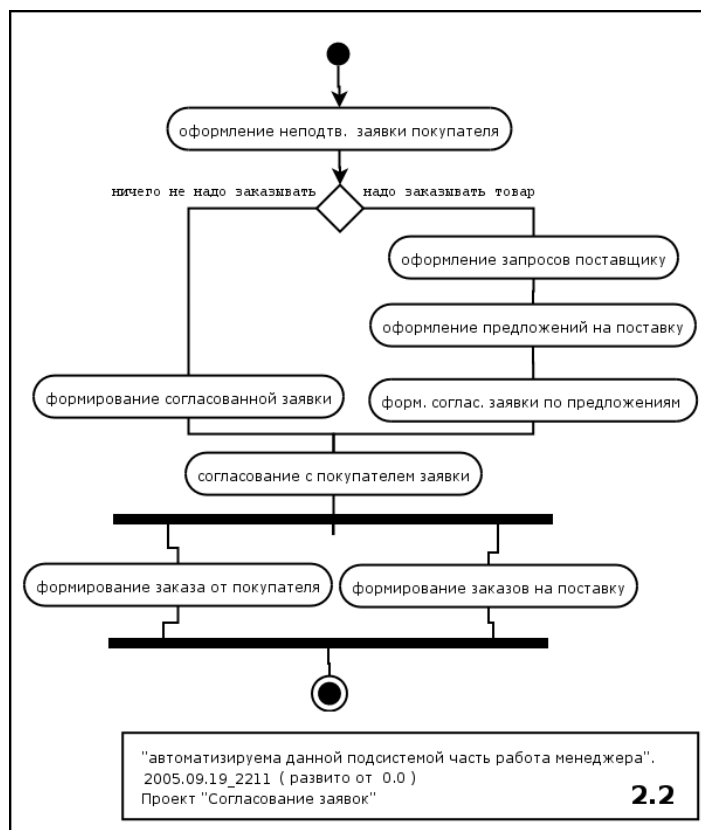 оформление неподтв. заявки покупателя
ничего не надо заказывать
надо заказывать товар
оформление запросов поставщику
оформление предложений на поставку
формирование согласованной заявки
форм. соглас. заявки по предложениям
согласование с покупателем заявки
формирование заказа от покупателя
формирование заказов на поставку
"автоматизируема данной подсистемой часть работа менеджера".
2005.09.19_2211 ( развито от 0.0 )
Проект "Согласование заявок"
2.2